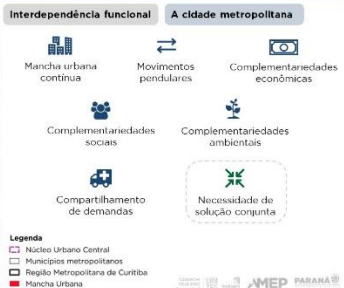 Interdependência funcional
A cidade metropolitana
Mancha urbana
contínua
Movimentos
pendulares
Complementariedades
econômicas
Complementariedades
sociais
Complementariedades
ambientais
Compartilhamento
de demandas
Necessidade de
solução conjunta
Legenda
Núcleo Urbano Central
Municípios metropolitanos
Região Metropolitana de Curitiba
Mancha Urbana
AMEP
PARANÁ